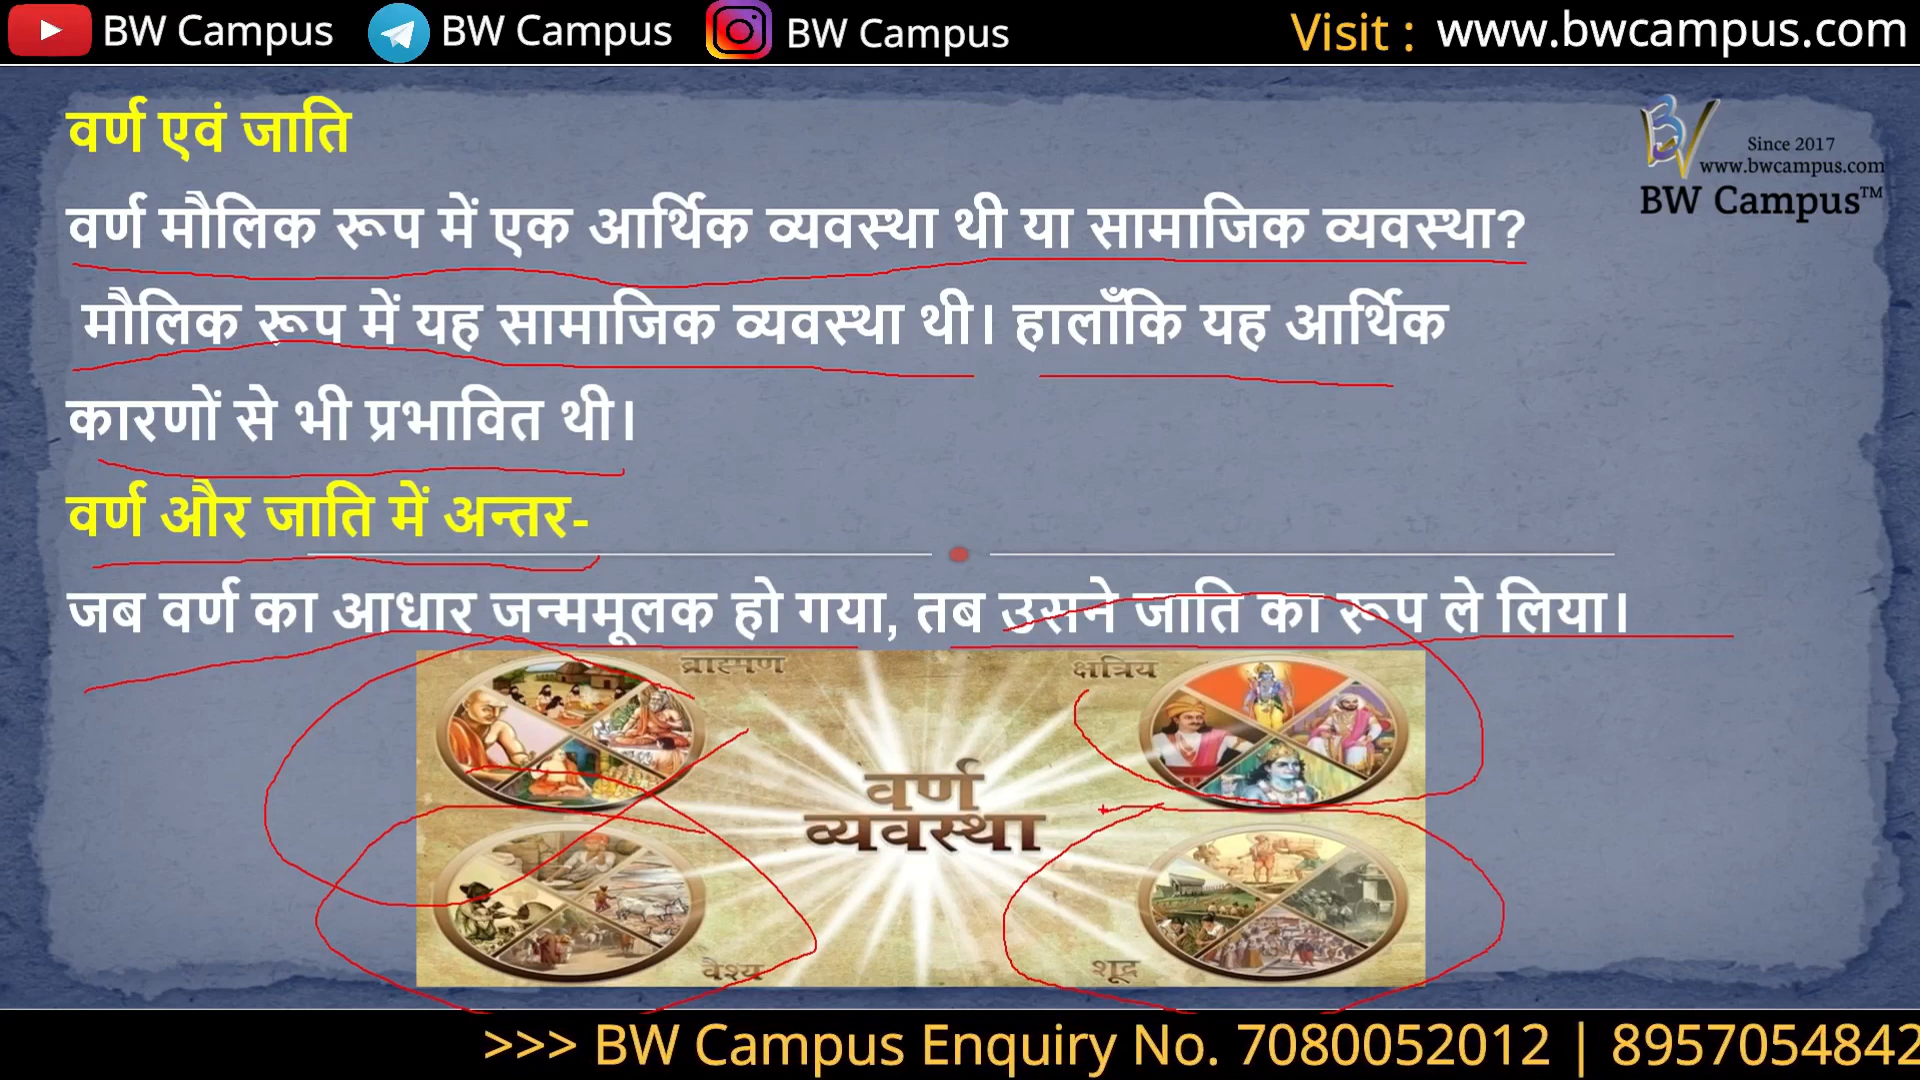 BW Campus BW Campus BW Campus Visit : www.bwcampus.com
वर्ण एवं जाति
Since 2017
www.bwcampus.com
BW Campus™
वर्ण मौलिक रूप में एक आर्थिक व्यवस्था थी या सामाजिक व्यवस्था?
मौलिक रूप में यह सामाजिक व्यवस्था थी। हालाँकि यह आर्थिक
कारणों से भी प्रभावित थी।
वर्ण और जाति में अन्तर-
जब वर्ण का आधार जन्ममूलक हो गया, तब उसने जाति का रूप ले लिया।
ब्राह्मण क्षत्रिय
वर्ण
व्यवस्था
वैश्य शूद्र
>>> BW Campus Enquiry No. 7080052012 | 8957054842